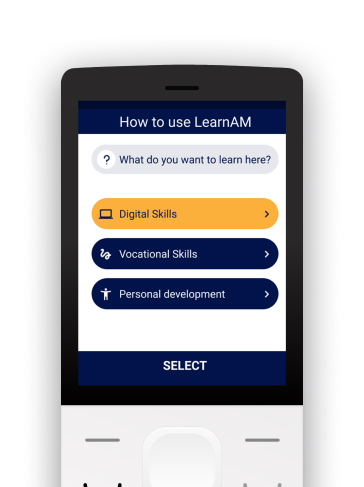 How to use LearnAM
? What do you want to learn here?
Digital Skills
Vocational Skills
Personal development
SELECT